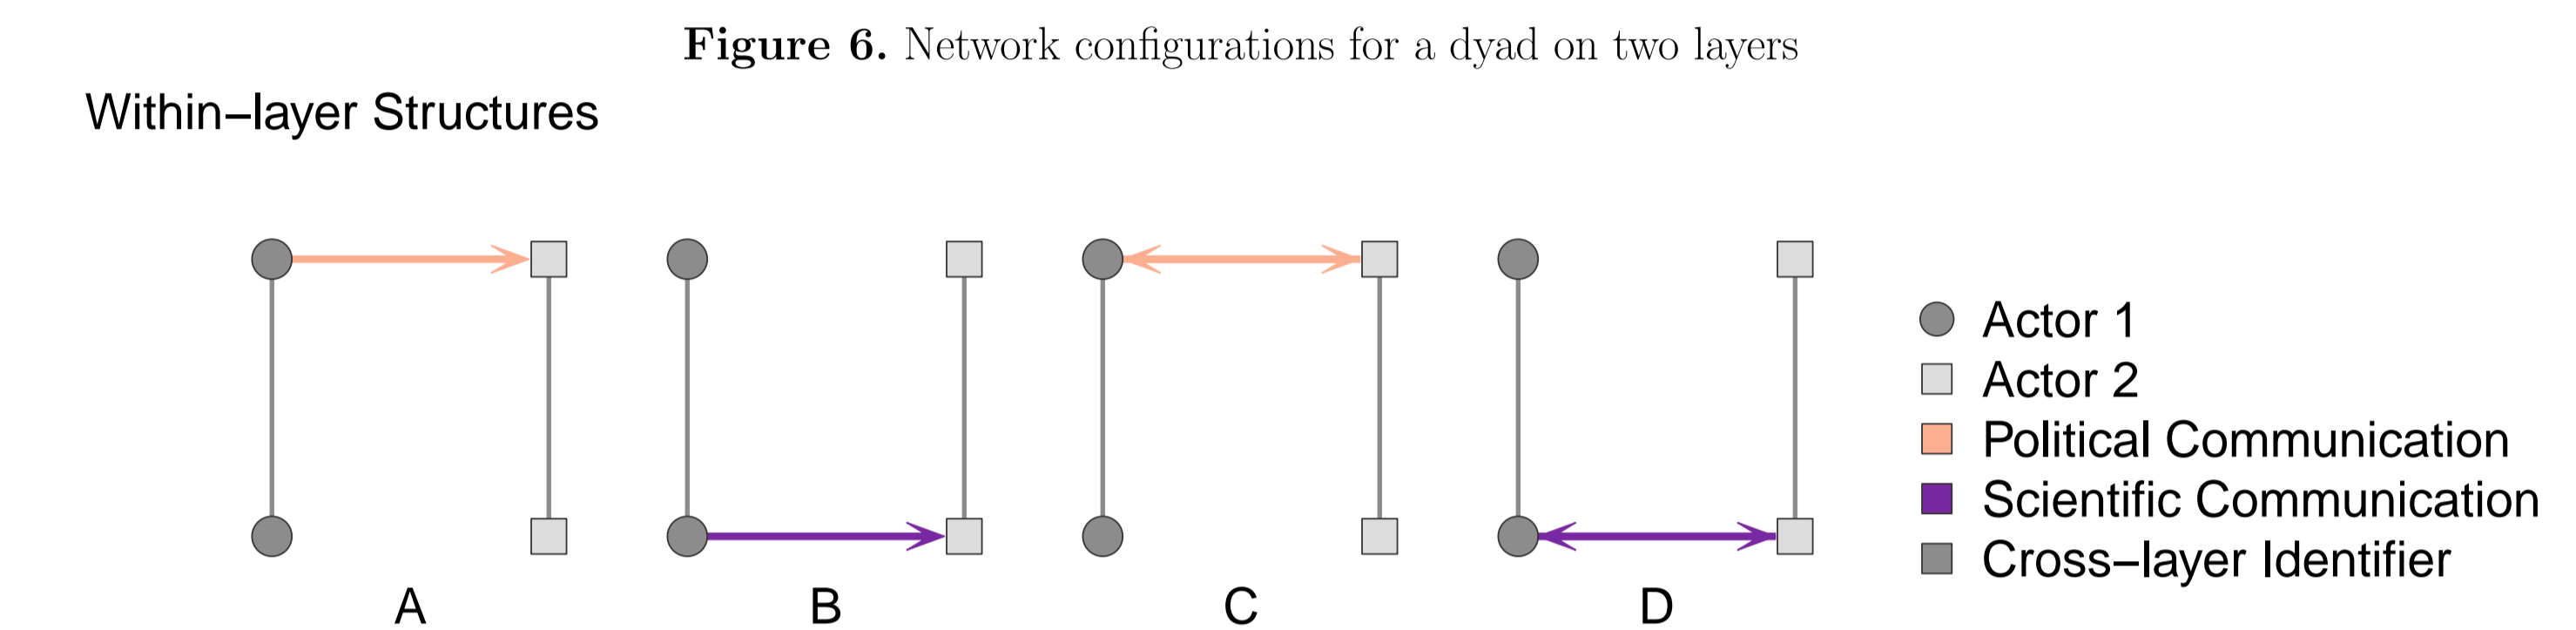 Figure 6. Network configurations for a dyad on two layers
Within–layer Structures
Actor 1
Actor 2
Political Communication
Scientific Communication
Cross–layer Identifier
A
B
C
D